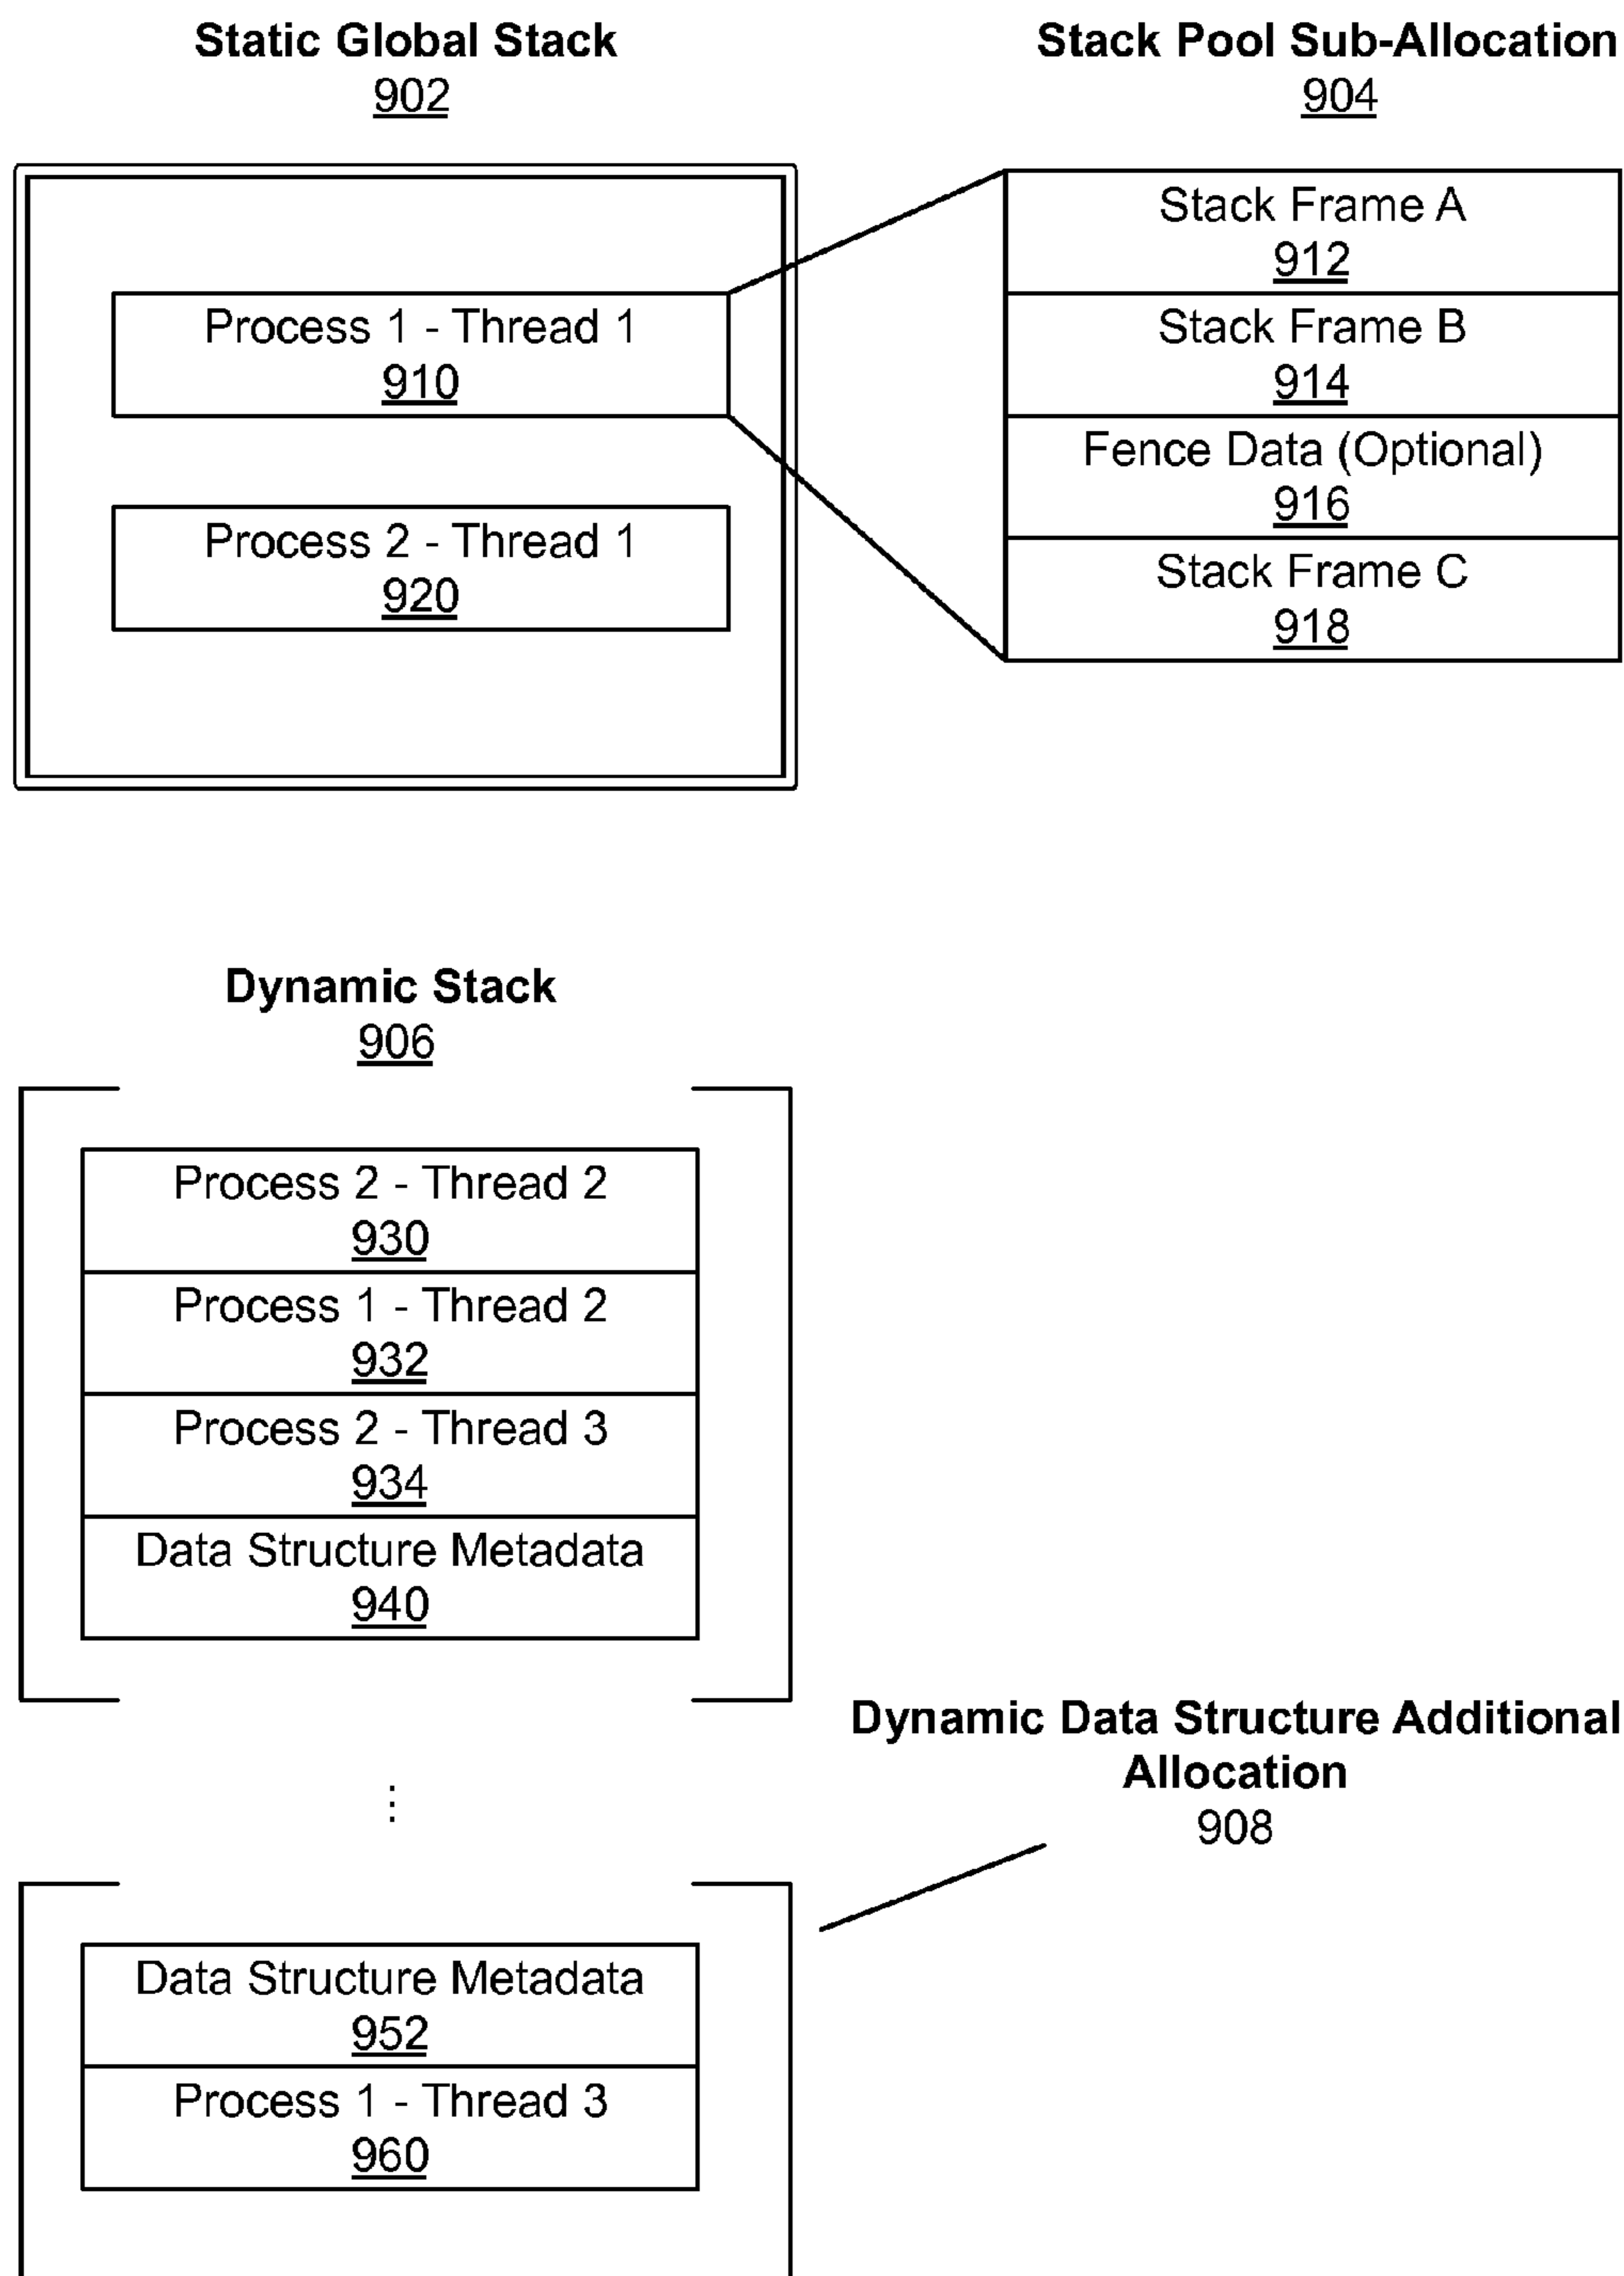 Static Global Stack
902
Process 1 - Thread 1
910
Process 2 - Thread 1
920
Stack Pool Sub-Allocation
904
Stack Frame A
912
Stack Frame B
914
Fence Data (Optional)
916
Stack Frame C
918
Dynamic Stack
906
Process 2 - Thread 2
930
Process 1 - Thread 2
932
Process 2 - Thread 3
934
Data Structure Metadata
940
⋮
Dynamic Data Structure Additional
Allocation
908
Data Structure Metadata
952
Process 1 - Thread 3
960